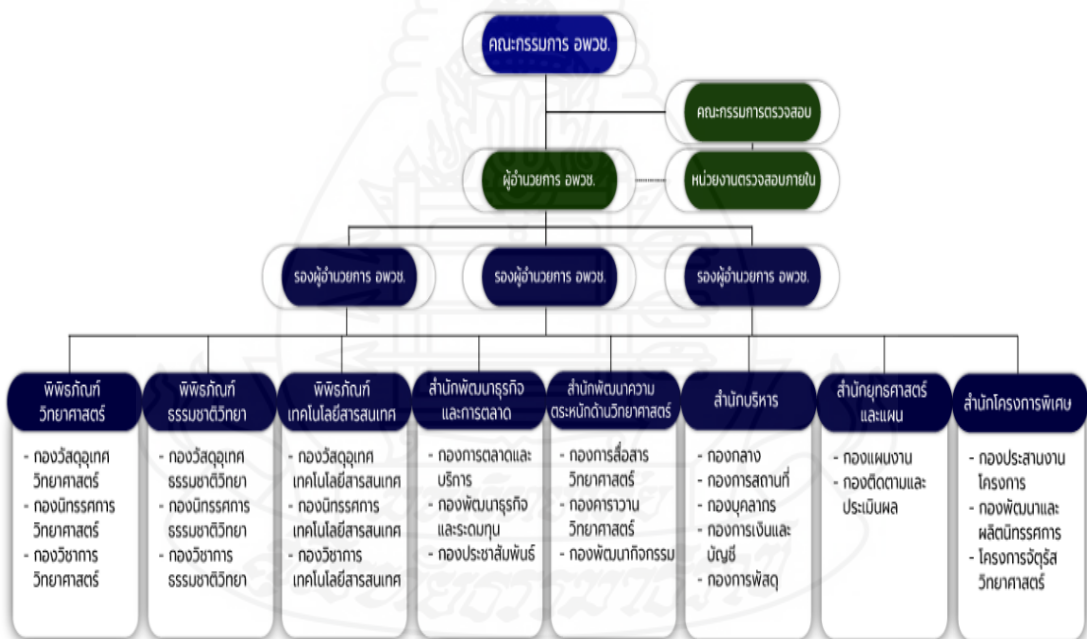 คณะกรรมการ อพวช.
คณะกรรมการตรวจสอบ
ผู้อำนวยการ อพวช.
หน่วยงานตรวจสอบภายใน
รองผู้อำนวยการ อพวช.
รองผู้อำนวยการ อพวช.
รองผู้อำนวยการ อพวช.
พิพิธภัณฑ์
วิทยาศาสตร์
- กองวัสดุอุเทศ
วิทยาศาสตร์
- กองนิทรรศการ
วิทยาศาสตร์
- กองวิชาการ
วิทยาศาสตร์
พิพิธภัณฑ์
ธรรมชาติวิทยา
- กองวัสดุอุเทศ
ธรรมชาติวิทยา
- กองนิทรรศการ
ธรรมชาติวิทยา
- กองวิชาการ
ธรรมชาติวิทยา
พิพิธภัณฑ์
เทคโนโลยีสารสนเทศ
- กองวัสดุอุเทศ
เทคโนโลยีสารสนเทศ
- กองนิทรรศการ
เทคโนโลยีสารสนเทศ
- กองวิชาการ
เทคโนโลยีสารสนเทศ
สำนักพัฒนาธุรกิจ
และการตลาด
- กองการตลาดและ
บริการ
- กองพัฒนาธุรกิจ
และระดมทุน
- กองประชาสัมพันธ์
สำนักพัฒนาความ
ตระหนักด้านวิทยาศาสตร์
- กองการสื่อสาร
วิทยาศาสตร์
- กองคาราวาน
วิทยาศาสตร์
- กองพัฒนากิจกรรม
สำนักบริหาร
- กองกลาง
- กองการสถานที่
- กองบุคลากร
- กองการเงินและ
บัญชี
- กองการพัสดุ
สำนักยุทธศาสตร์
และแผน
- กองแผนงาน
- กองติดตามและ
ประเมินผล
สำนักโครงการพิเศษ
- กองประสานงาน
โครงการ
- กองพัฒนาและ
ผลิตนิทรรศการ
- โครงการจัตุรัส
วิทยาศาสตร์